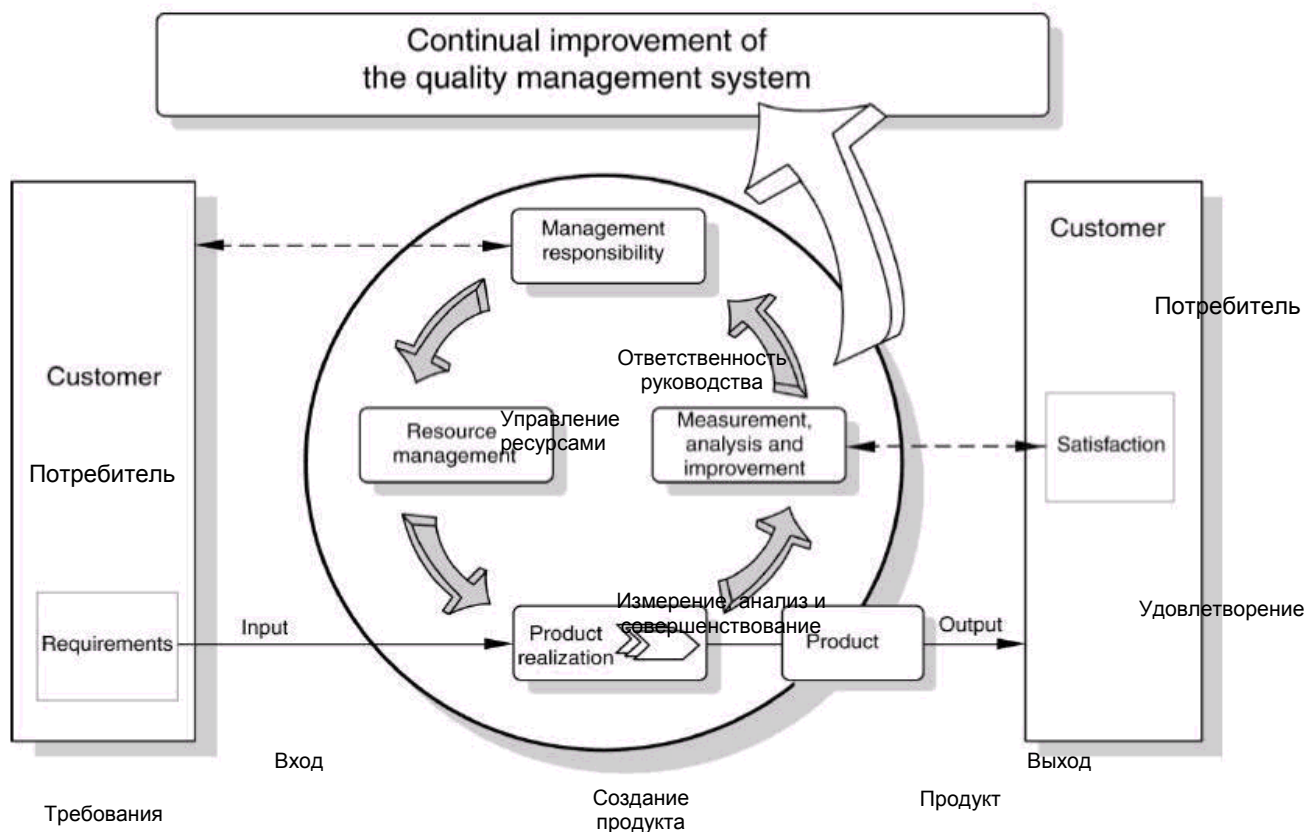 Continual improvement of
the quality management system
Customer
Потребитель
Requirements
Input
Management
responsibility
Ответственность
руководства
Resource
management
Управление
ресурсами
Measurement,
analysis and
improvement
Измерение, анализ и
совершенствование
Product
realization
Product
Output
Customer
Потребитель
Satisfaction
Удовлетворение
Вход
Выход
Требования
Создание
продукта
Продукт